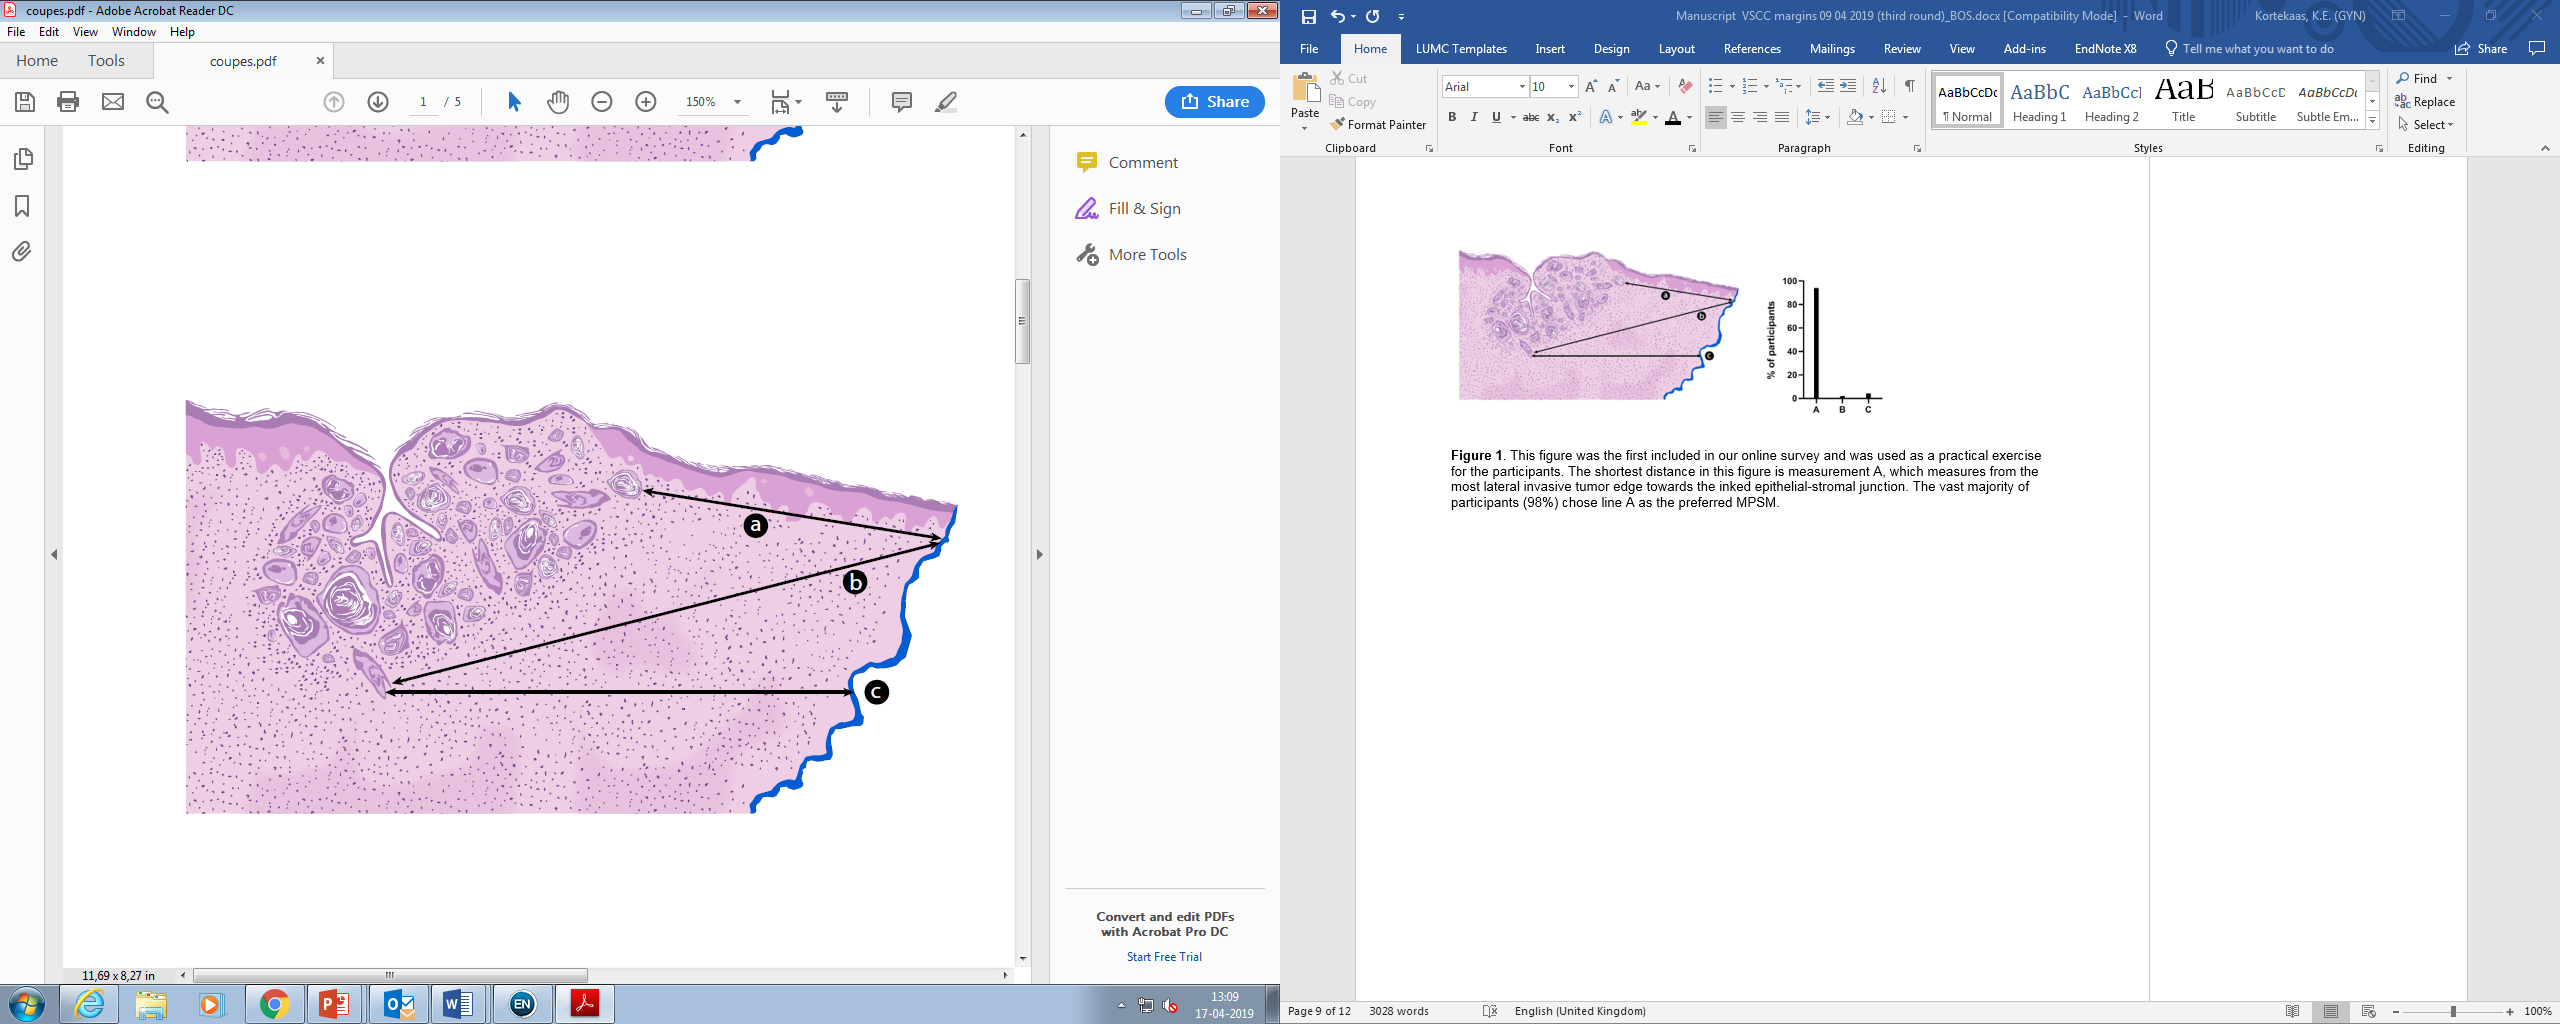 coupes.pdf - Adobe Acrobat Reader DC
File Edit View Window Help
Home Tools coupes.pdf ×
1 / 5 150% Share
Comment
Fill & Sign
More Tools
a
b
c
Convert and edit PDFs
with Acrobat Pro DC
Start Free Trial
11,69 x 8,27 in
EN
13:09
17-04-2019
Manuscript VSCC margins 09 04 2019 (third round)_BOS.docx [Compatibility Mode] - Word
Kortekaas, K.E. (GYN)
File Home LUMC Templates Insert Design Layout References Mailings Review View Add-ins EndNote X8 Tell me what you want to do Share
Paste
Cut
Copy
Format Painter
Clipboard
Arial 10
Font
Paragraph
AaBbCcDc AaBbC AaBbCcI AaB AaBbCcD AaBbCcDc
¶ Normal Heading 1 Heading 2 Title Subtitle Subtle Em...
Styles
Find
Replace
Select
Editing
a
b
c
% of participants
100
80
60
40
20
0
A B C
Figure 1. This figure was the first included in our online survey and was used as a practical exercise
for the participants. The shortest distance in this figure is measurement A, which measures from the
most lateral invasive tumor edge towards the inked epithelial-stromal junction. The vast majority of
participants (98%) chose line A as the preferred MPSM.
Page 9 of 12 3028 words English (United Kingdom) 100%